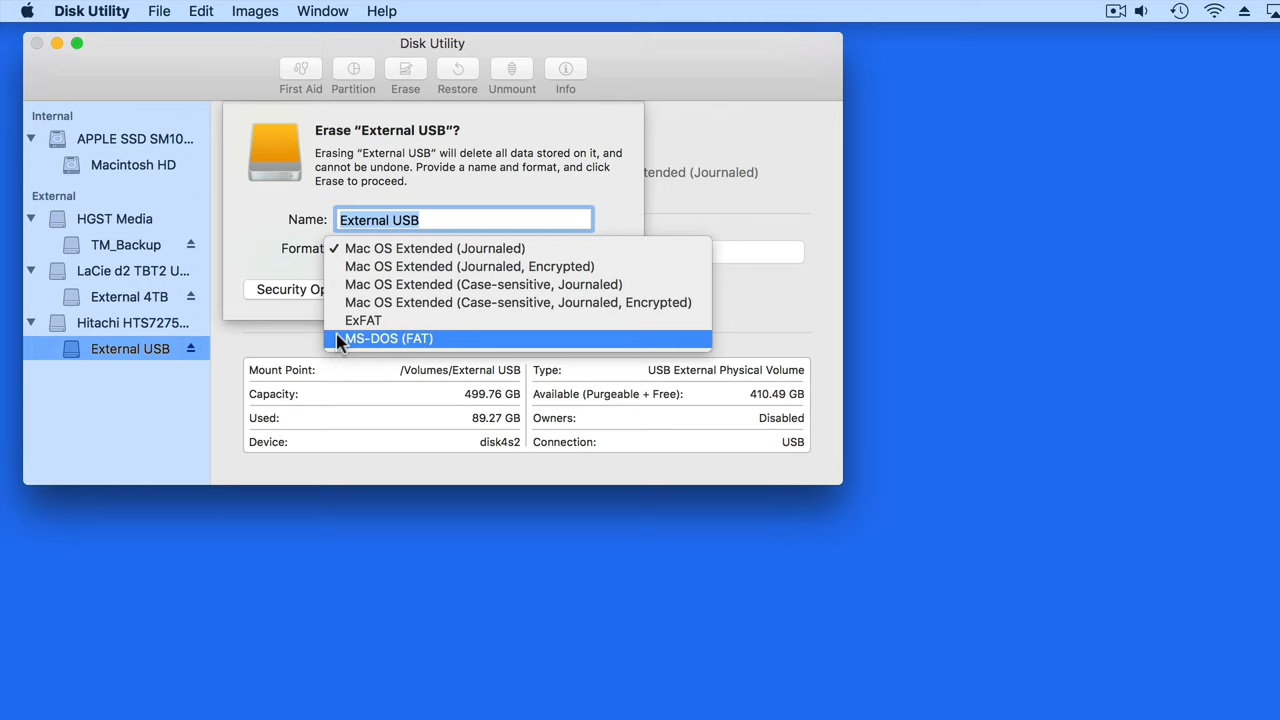 Disk Utility File Edit Images Window Help
Disk Utility
First Aid Partition Erase Restore Unmount Info
Internal
APPLE SSD SM10...
Macintosh HD
External
HGST Media
TM_Backup
LaCie d2 TBT2 U...
External 4TB
Hitachi HTS7275...
External USB
Erase “External USB”?
Erasing “External USB” will delete all data stored on it, and
cannot be undone. Provide a name and format, and click
Erase to proceed.
tended (Journaled)
Name: External USB
Format
✓ Mac OS Extended (Journaled)
Mac OS Extended (Journaled, Encrypted)
Mac OS Extended (Case-sensitive, Journaled)
Mac OS Extended (Case-sensitive, Journaled, Encrypted)
ExFAT
MS-DOS (FAT)
Security Op
Mount Point: /Volumes/External USB
Capacity: 499.76 GB
Used: 89.27 GB
Device: disk4s2
Type: USB External Physical Volume
Available (Purgeable + Free): 410.49 GB
Owners: Disabled
Connection: USB